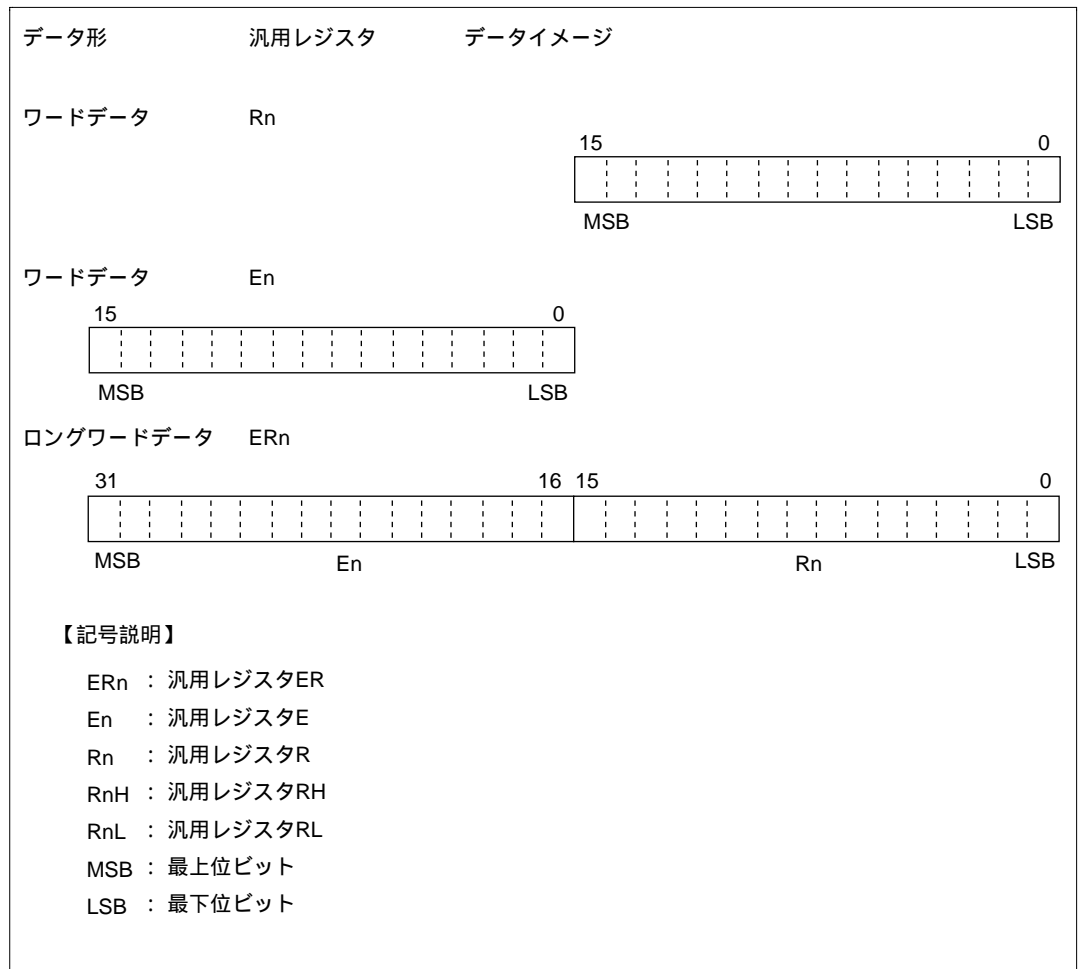 データ形 汎用レジスタ データイメージ
ワードデータ Rn
15 0
MSB LSB
ワードデータ En
15 0
MSB LSB
ロングワードデータ ERn
31 16 15 0
MSB En Rn LSB
【記号説明】
ERn : 汎用レジスタER
En : 汎用レジスタE
Rn : 汎用レジスタR
RnH : 汎用レジスタRH
RnL : 汎用レジスタRL
MSB : 最上位ビット
LSB : 最下位ビット